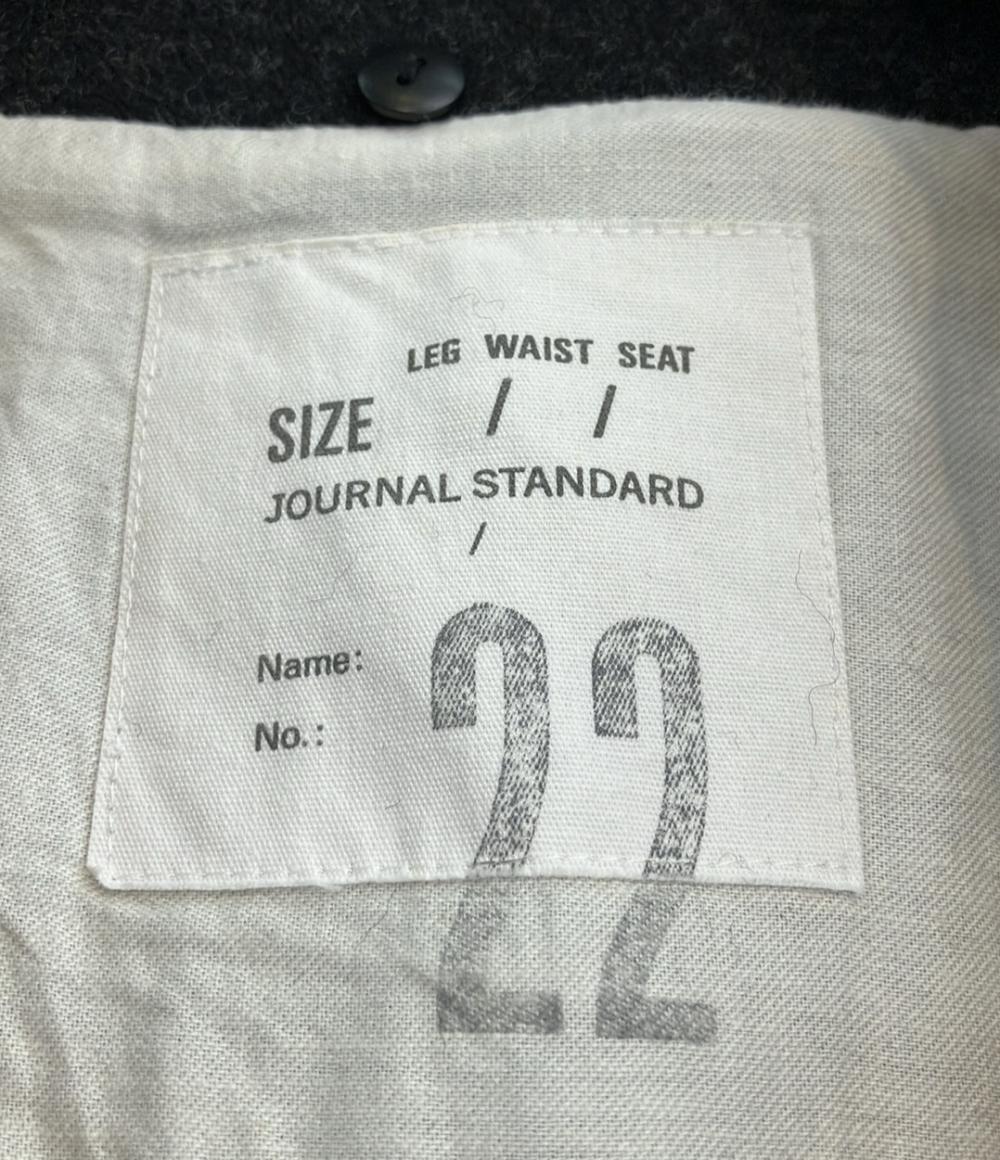 LEG WAIST SEAT
SIZE / /
JOURNAL STANDARD
/
22
Name:
No.: